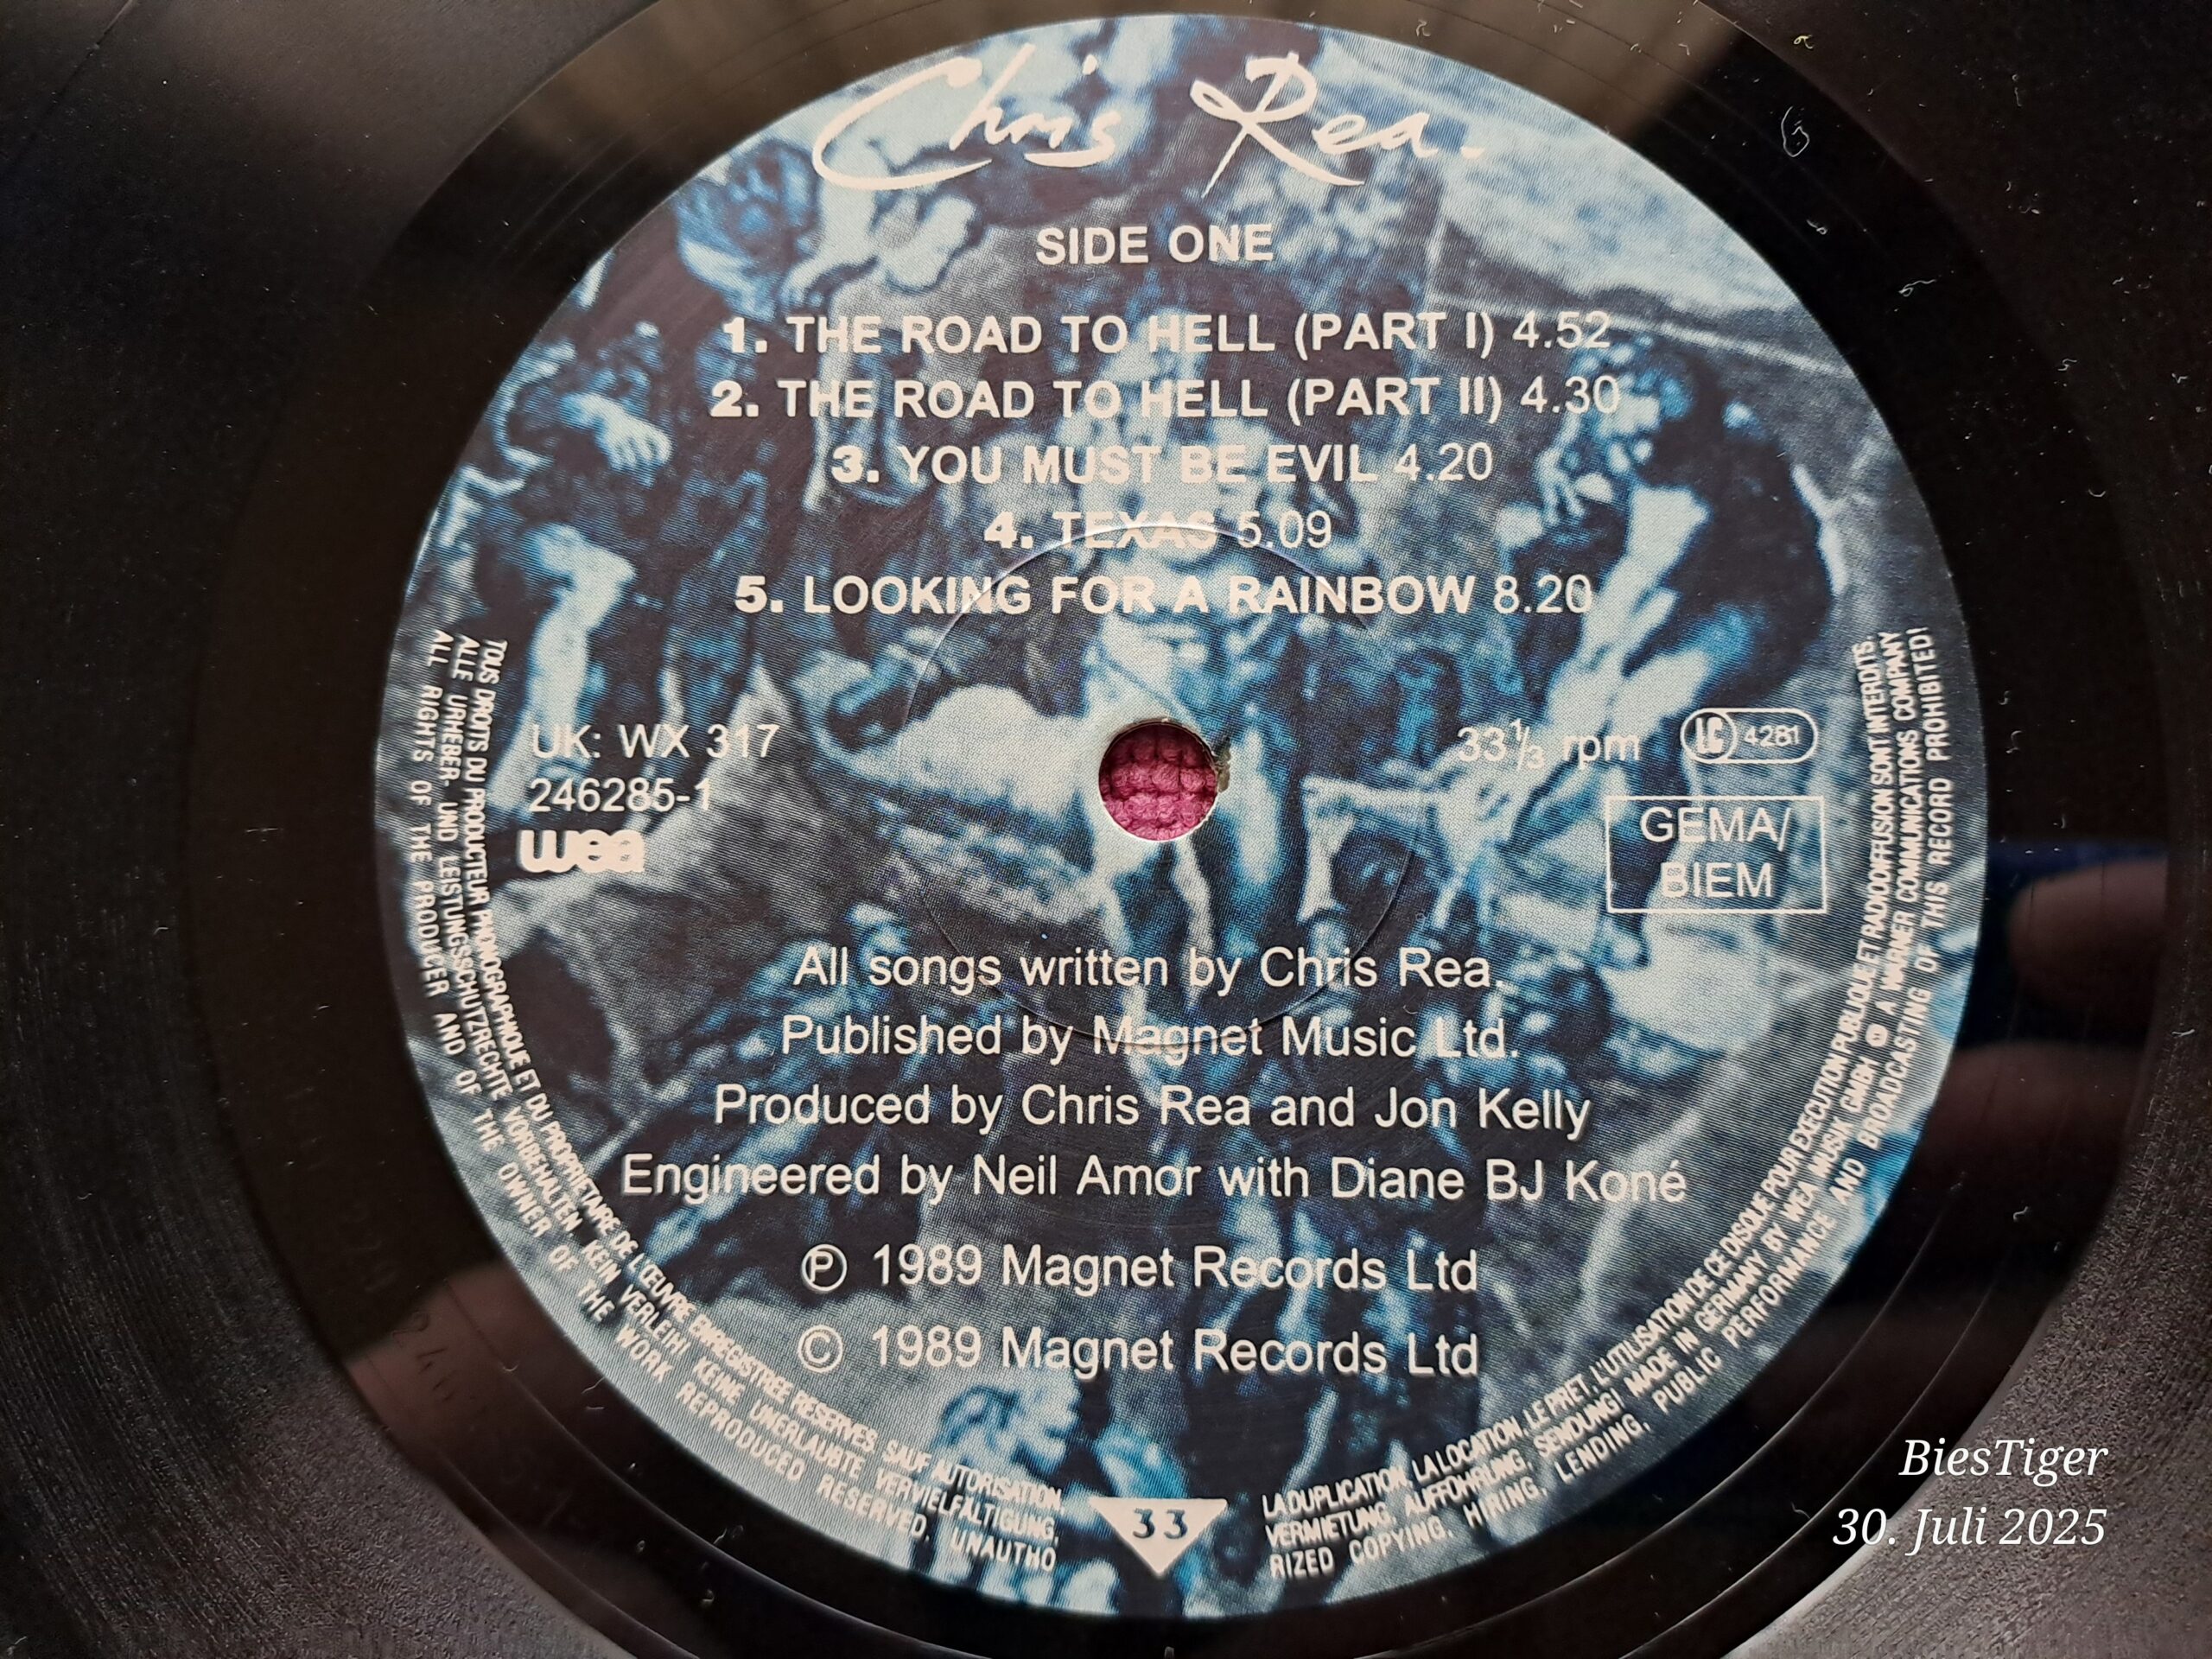 Chris Rea.
SIDE ONE
1. THE ROAD TO HELL (PART I) 4.52
2. THE ROAD TO HELL (PART II) 4.30
3. YOU MUST BE EVIL 4.20
4. TEXAS 5.09
5. LOOKING FOR A RAINBOW 8.20
UK: WX 317
246285-1
wea
33⅓ rpm
LC 4281
GEMA/
BIEM
All songs written by Chris Rea.
Published by Magnet Music Ltd.
Produced by Chris Rea and Jon Kelly
Engineered by Neil Amor with Diane BJ Koné
Ⓟ 1989 Magnet Records Ltd
© 1989 Magnet Records Ltd
TOUS DROITS DU PRODUCTEUR PHONOGRAPHIQUE ET DU PROPRIETAIRE DE L'ŒUVRE ENREGISTREE RESERVES. SAUF AUTORISATION, LA DUPLICATION, LA LOCATION, LE PRET, L'UTILISATION DE CE DISQUE POUR EXECUTION PUBLIQUE ET RADIODIFFUSION SONT INTERDITS.
ALLE URHEBER- UND LEISTUNGSSCHUTZRECHTE VORBEHALTEN KEIN VERLEIH! KEINE UNERLAUBTE VERVIELFÄLTIGUNG, VERMIETUNG, AUFFÜHRUNG, SENDUNG! MADE IN GERMANY BY WEA MUSIK GMBH A WARNER COMMUNICATIONS COMPANY
ALL RIGHTS OF THE PRODUCER AND OF THE OWNER OF THE WORK REPRODUCED RESERVED. UNAUTHO RIZED COPYING, HIRING, LENDING, PUBLIC PERFORMANCE AND BROADCASTING OF THIS RECORD PROHIBITED!
33
BiesTiger
30. Juli 2025